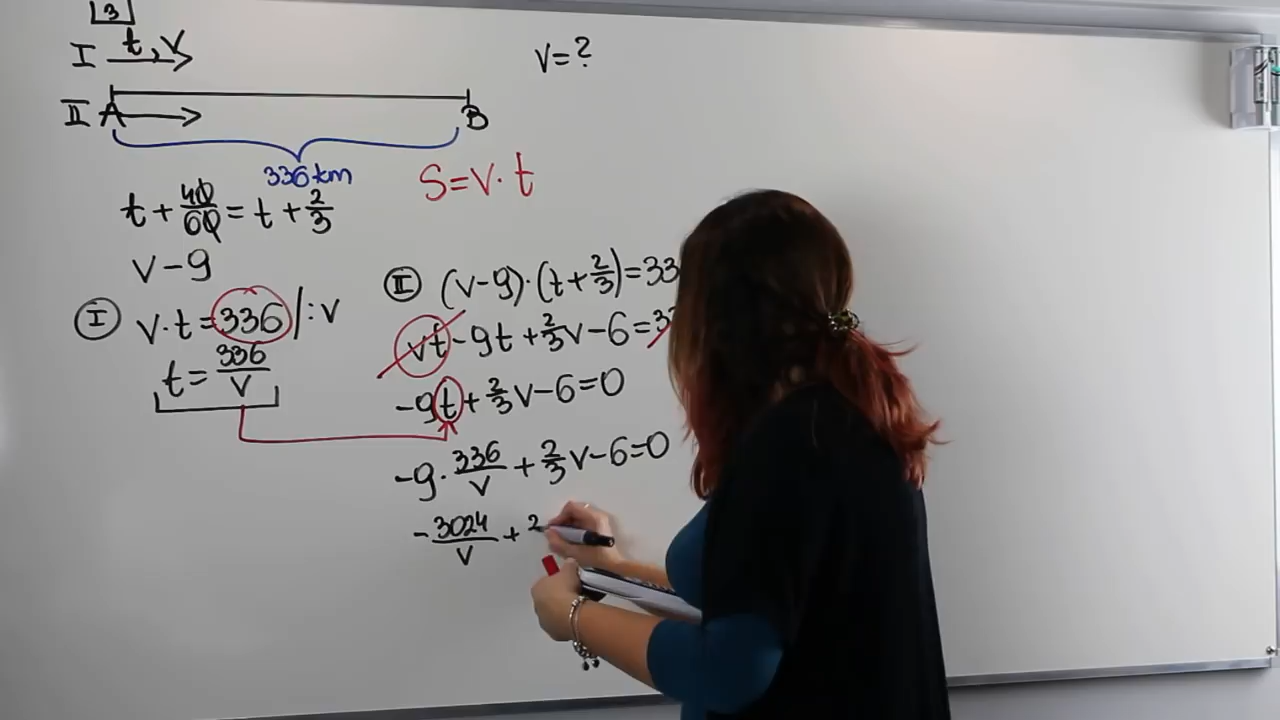 3
I t, v
v=?
II A B
336 km
S=v·t
t+40/60=t+2/3
v-9
I v·t=336 /:v
t=336/v
II (v-9)·(t+2/3)=33
vt-9t+2/3v-6=3
-9t+2/3v-6=0
-9·336/v+2/3v-6=0
-3024/v+2